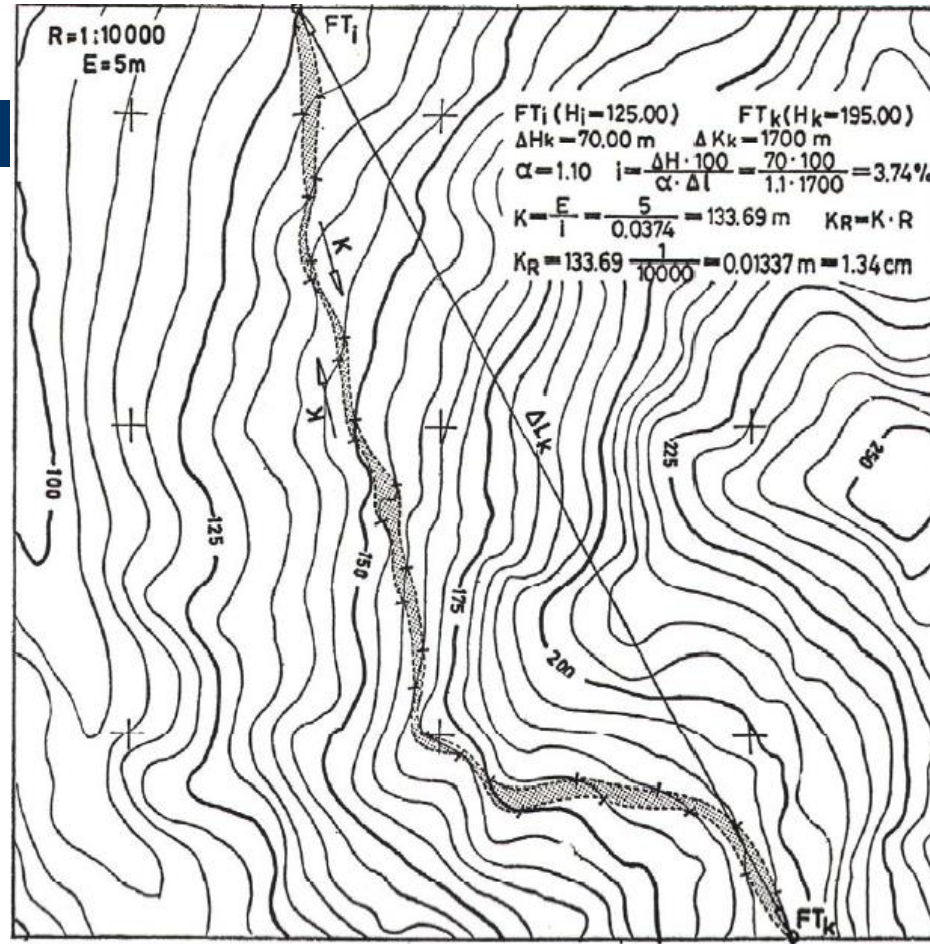 R=1:10000
E=5m
FTi
FTi (Hi=125.00) FTk (Hk=195.00)
ΔHk=70.00 m ΔKk=1700 m
α=1.10 i=ΔH·100/α·Δl=70·100/1.1·1700=3.74%
K=E/i=5/0.0374=133.69 m KR=K·R
KR=133.69 1/10000=0.01337 m=1.34 cm
K
K
ΔLk
225
250
100
125
150
175
200
FTk